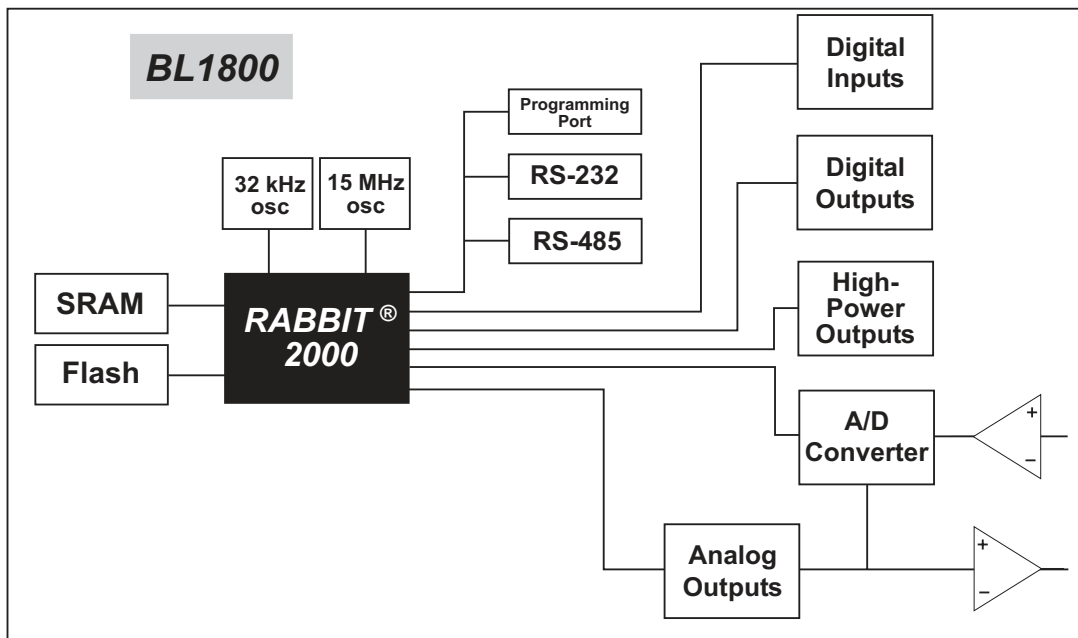 BL1800
Digital
Inputs
Programming
Port
Digital
Outputs
RS-232
32 kHz
osc
15 MHz
osc
RS-485
High-
Power
Outputs
SRAM
RABBIT ®
2000
Flash
A/D
Converter
+
−
Analog
Outputs
+
−